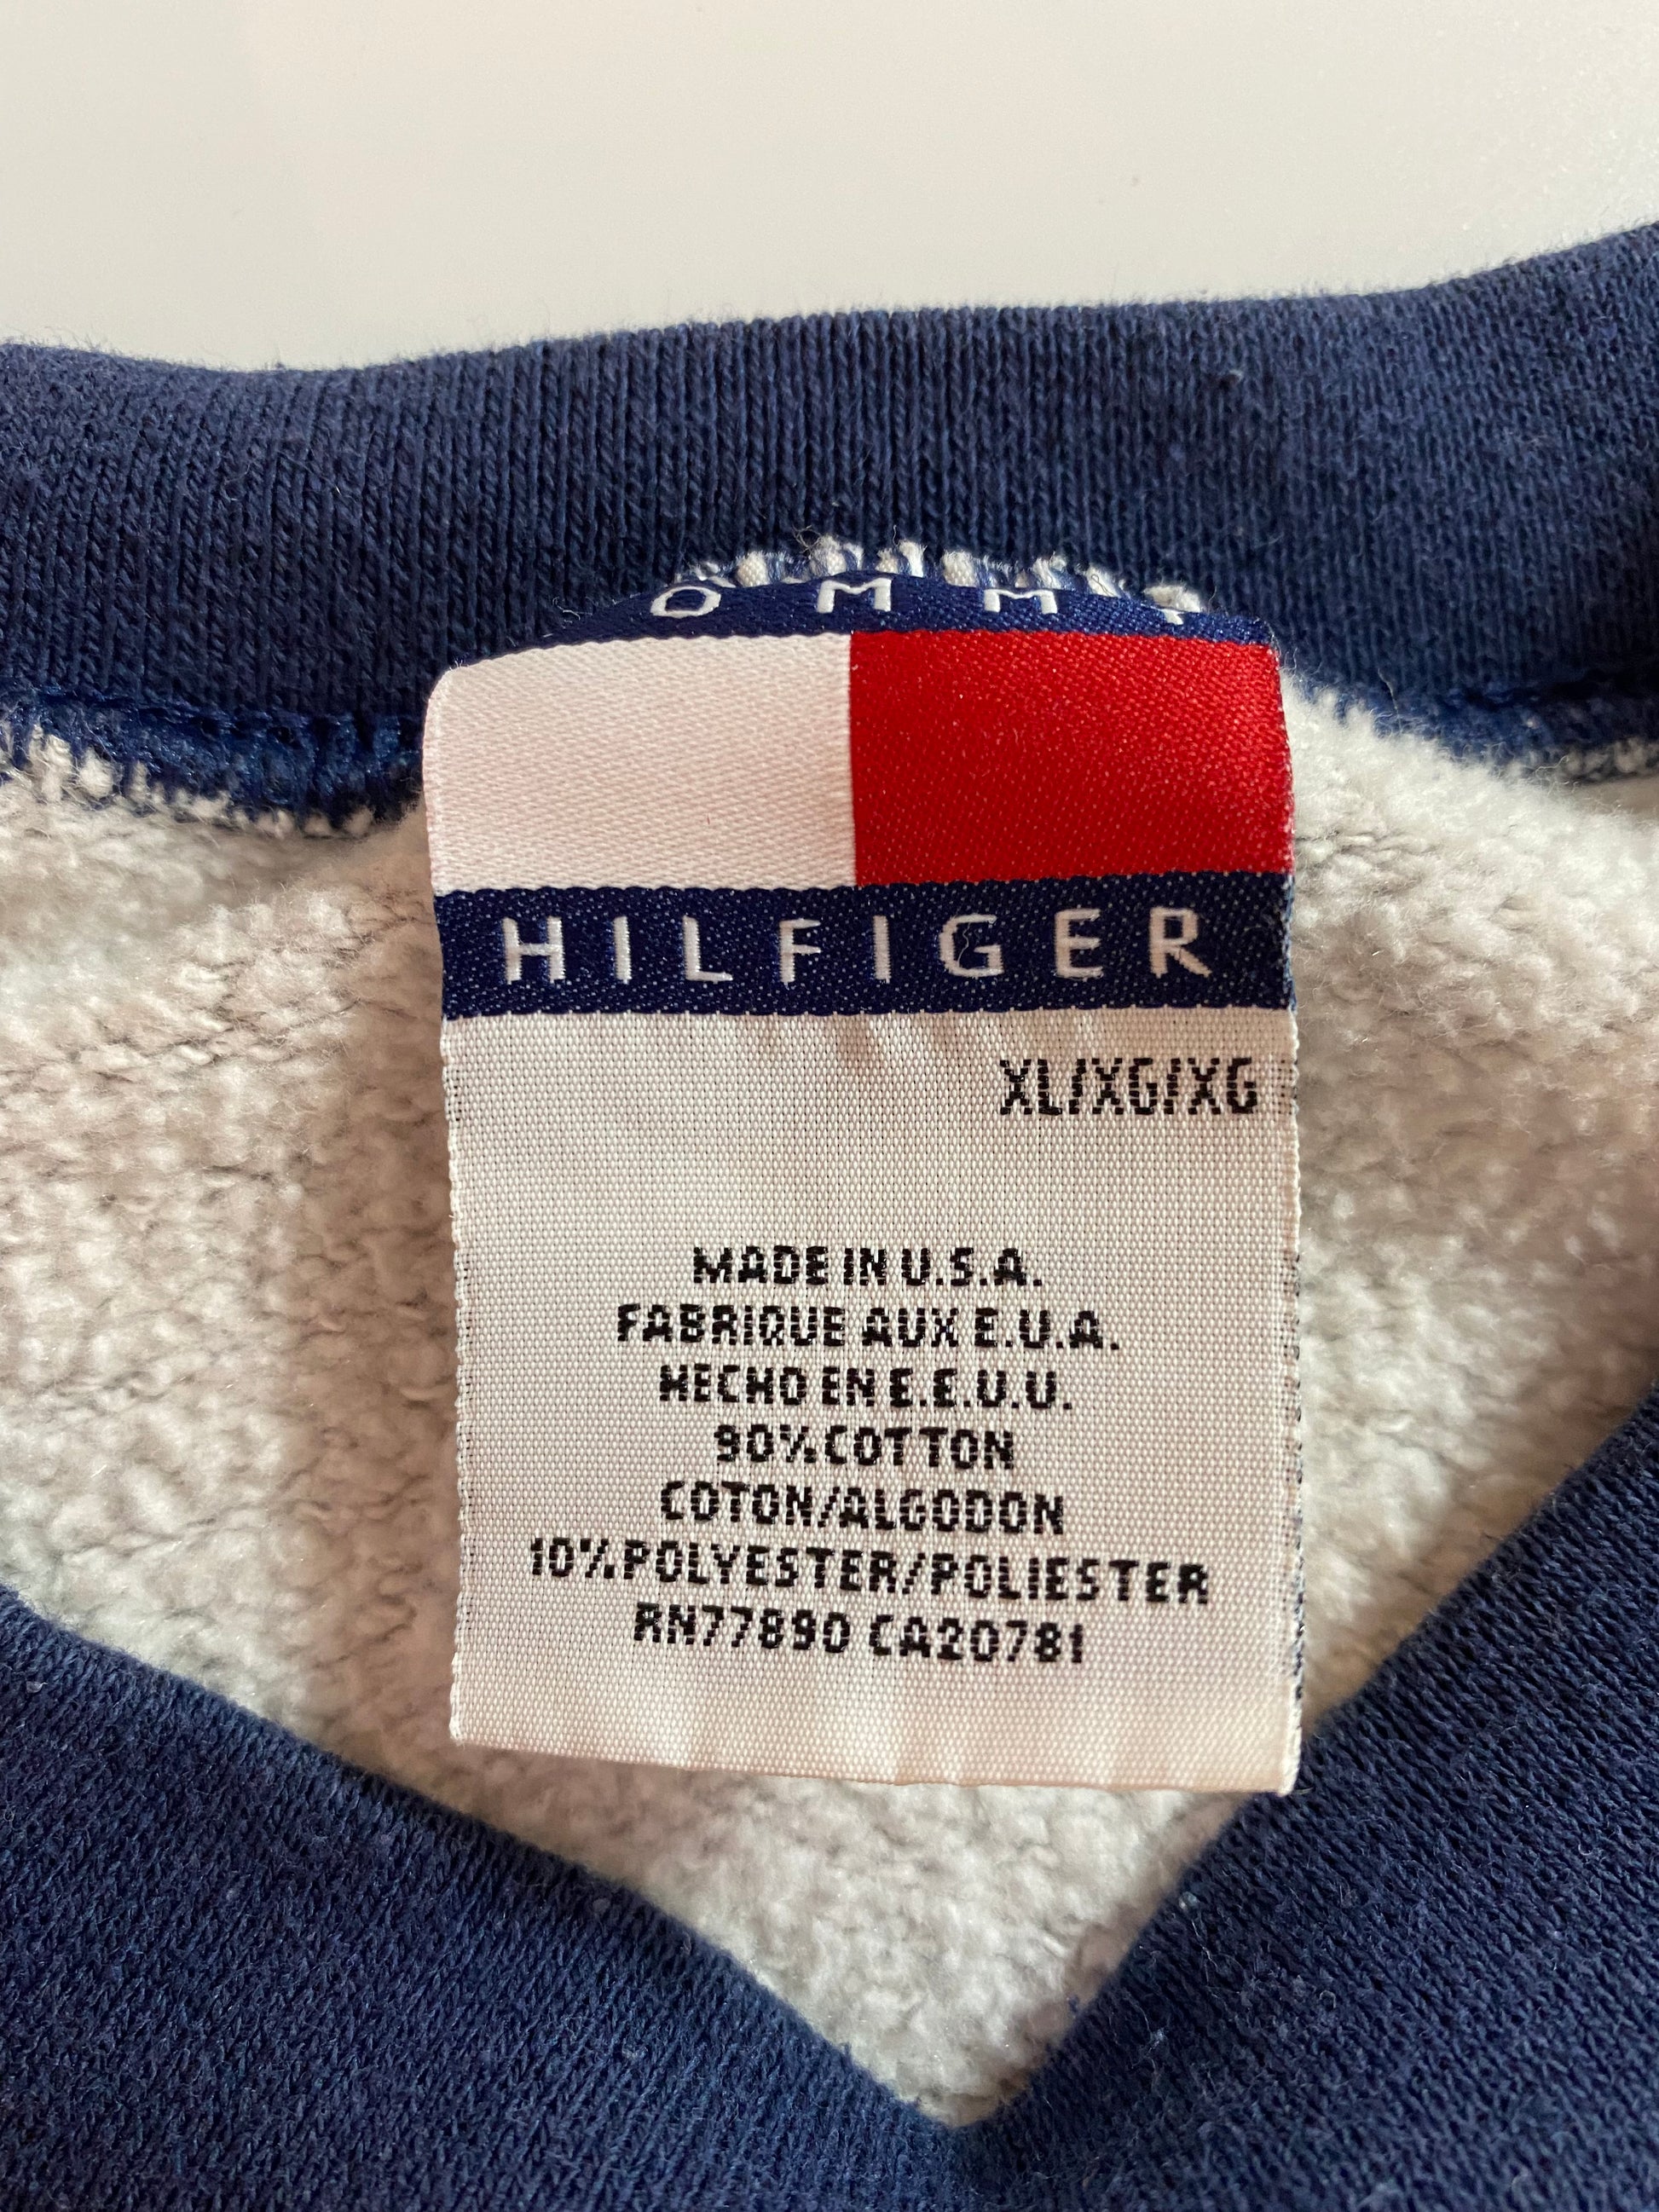 OMMY
HILFIGER
XL/XG/XG
MADE IN U.S.A.
FABRIQUE AUX E.U.A.
HECHO EN E.E.U.U.
90% COTTON
COTON/ALGODON
10% POLYESTER/POLIESTER
RN77890 CA20781